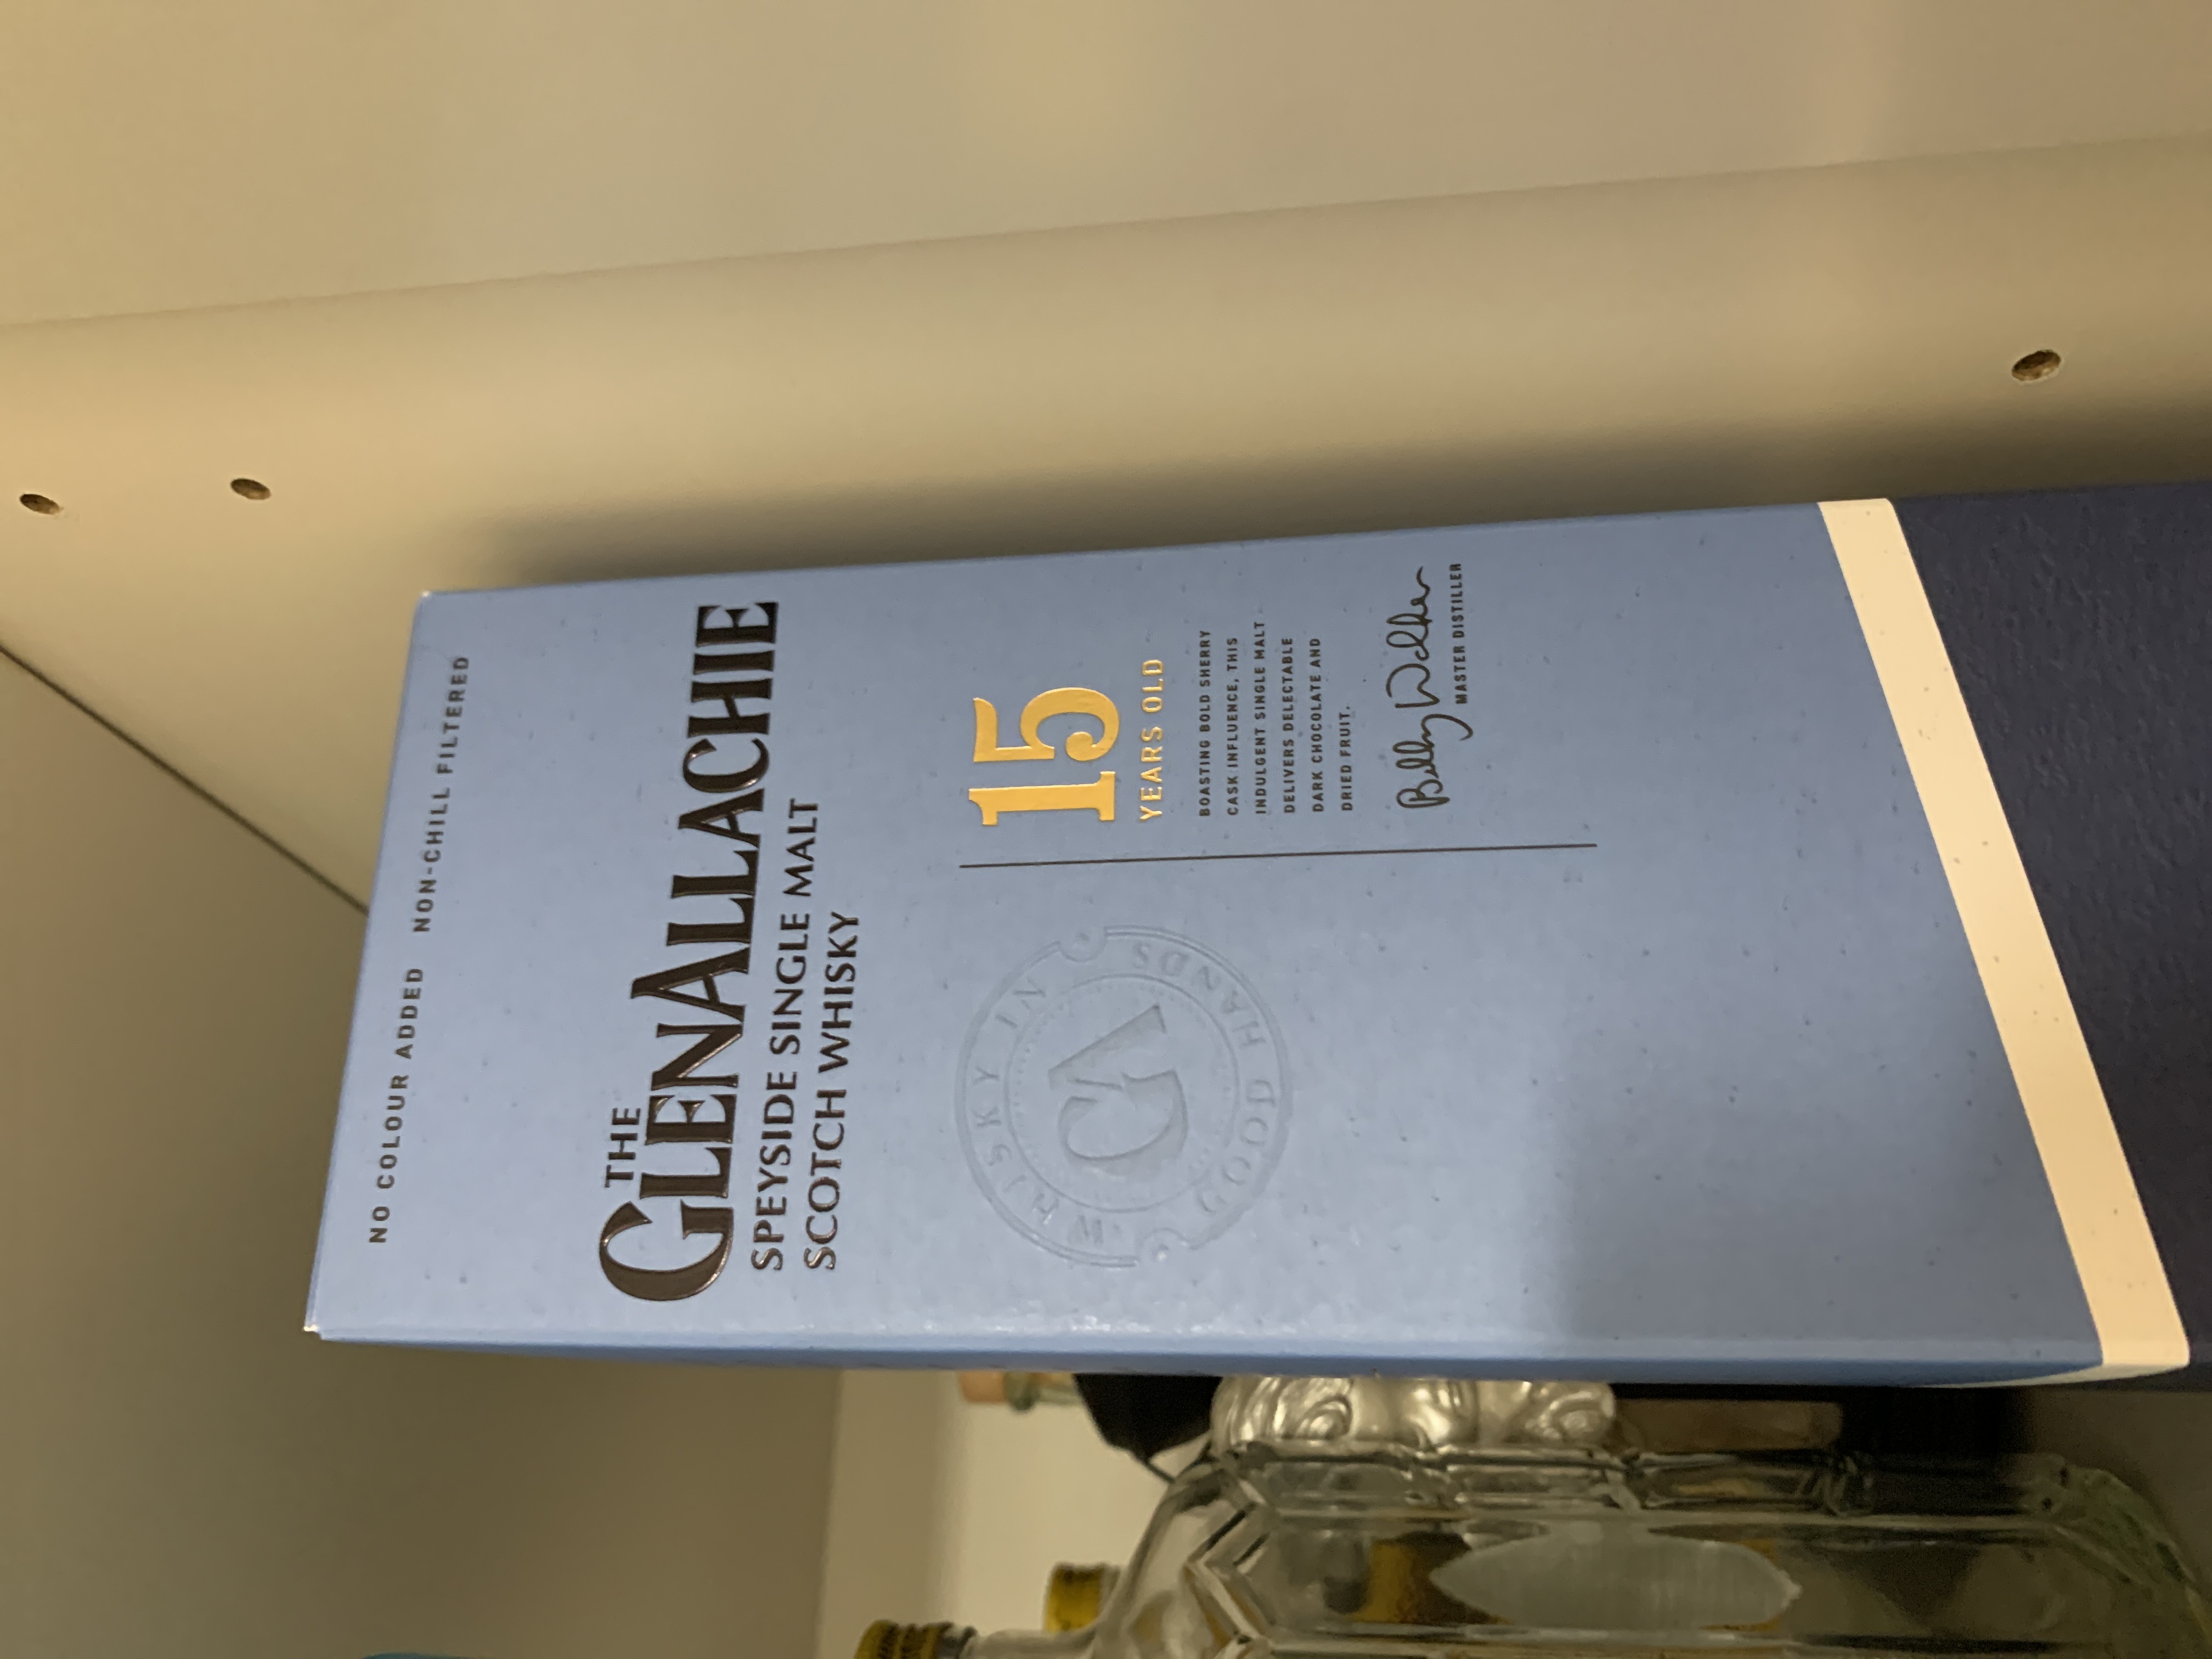 NO COLOUR ADDED NON-CHILL FILTERED
THE
GLENALLACHIE
SPEYSIDE SINGLE MALT
SCOTCH WHISKY
WHISKY IN GOOD HANDS
GA
15
YEARS OLD
BOASTING BOLD SHERRY
CASK INFLUENCE, THIS
INDULGENT SINGLE MALT
DELIVERS DELECTABLE
DARK CHOCOLATE AND
DRIED FRUIT.
Billy Walker
MASTER DISTILLER